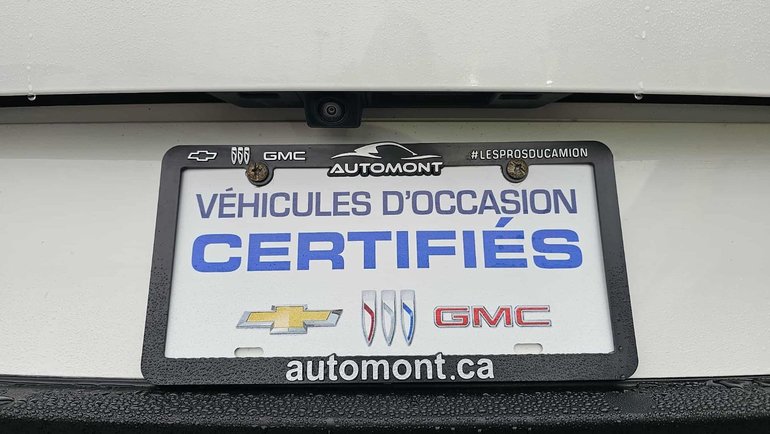 GMC AUTOMONT #LESPROSDUCAMION
VÉHICULES D'OCCASION
CERTIFIÉS
GMC
automont.ca